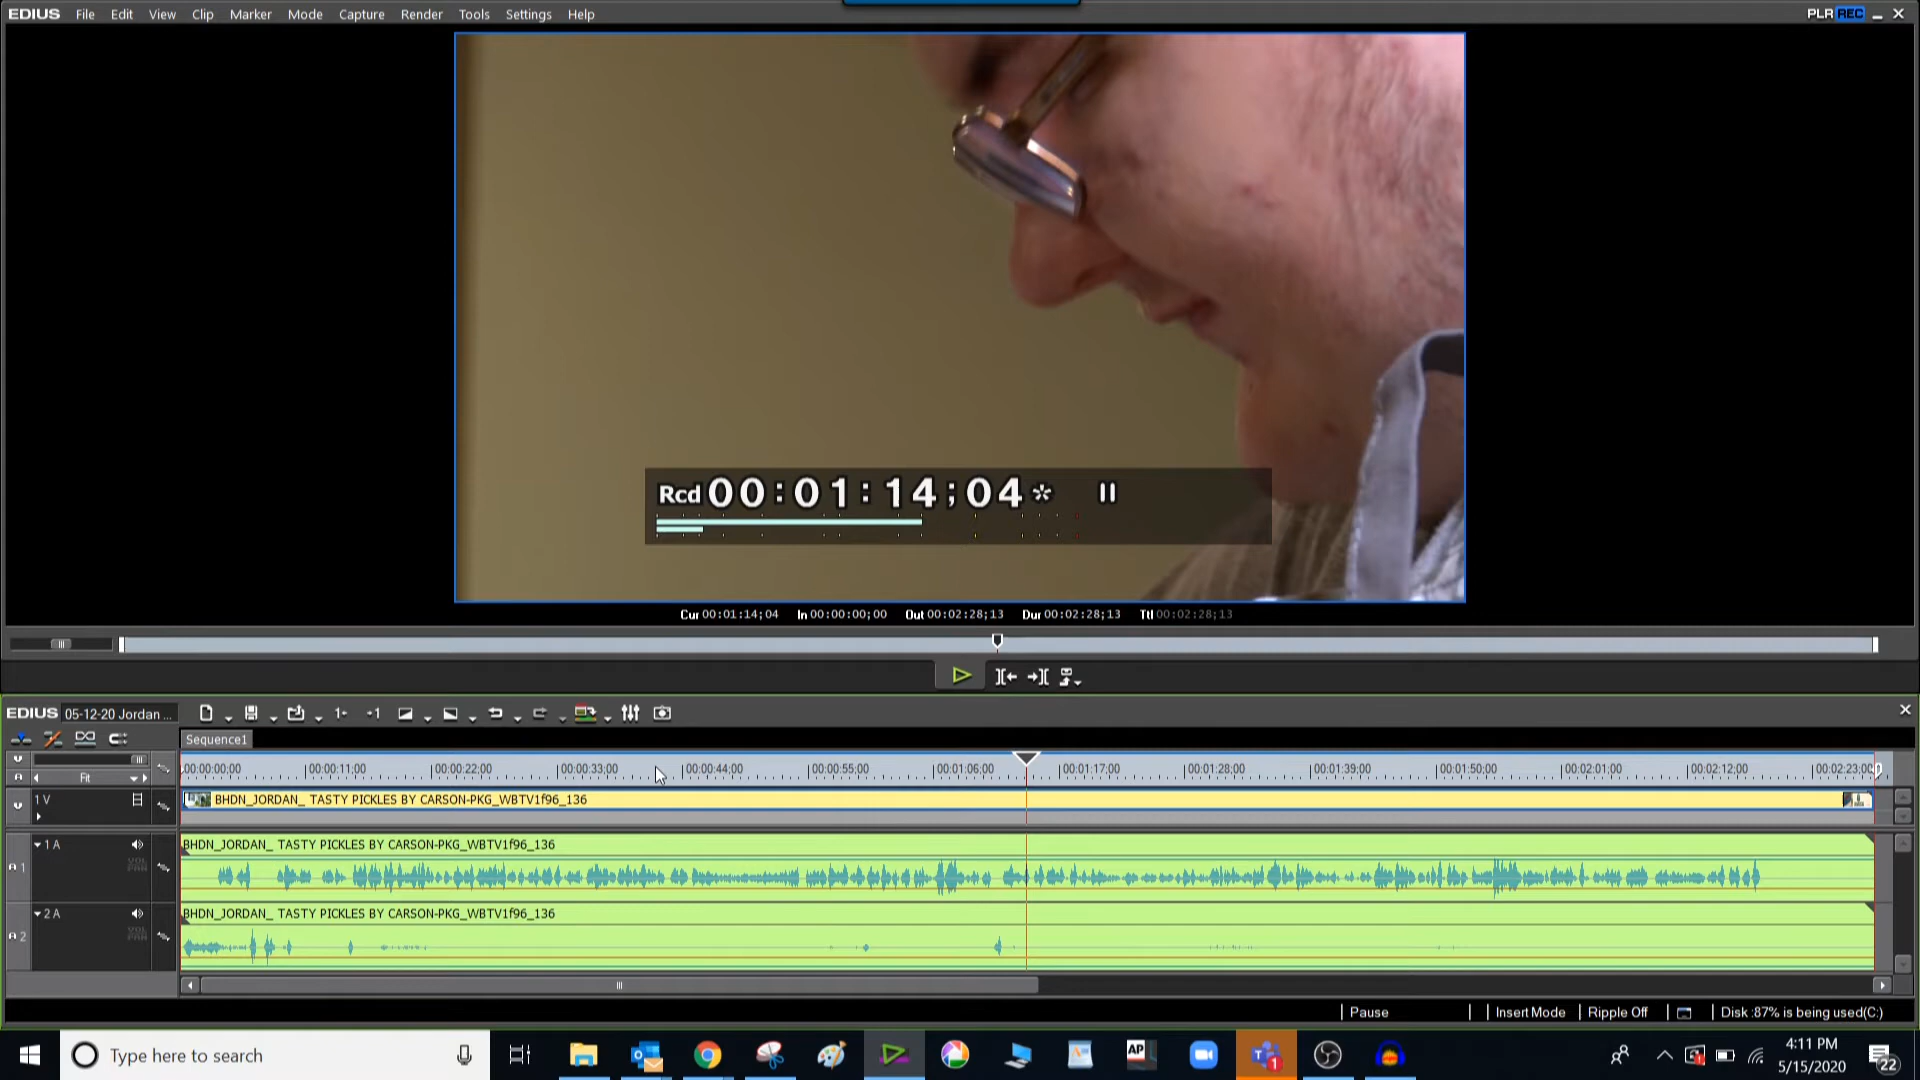 EDIUS File Edit View Clip Marker Mode Capture Render Tools Settings Help PLR REC
Rcd 00:01:14;04* II
Cur 00:01:14;04 In 00:00:00;00 Out 00:02:28;13 Dur 00:02:28;13 Ttl 00:02:28;13
EDIUS 05-12-20 Jordan ...
Sequence1
Fit
00:00:00;00 00:00:11;00 00:00:22;00 00:00:33;00 00:00:44;00 00:00:55;00 00:01:06;00 00:01:17;00 00:01:28;00 00:01:39;00 00:01:50;00 00:02:01;00 00:02:12;00 00:02:23;00
1 V BHDN_JORDAN_ TASTY PICKLES BY CARSON-PKG_WBTV1f96_136
1 A BHDN_JORDAN_ TASTY PICKLES BY CARSON-PKG_WBTV1f96_136
A 1 VOL PAN
2 A BHDN_JORDAN_ TASTY PICKLES BY CARSON-PKG_WBTV1f96_136
A 2 VOL PAN
Pause Insert Mode Ripple Off Disk :87% is being used(C:)
Type here to search
AP
1
4:11 PM
5/15/2020
22